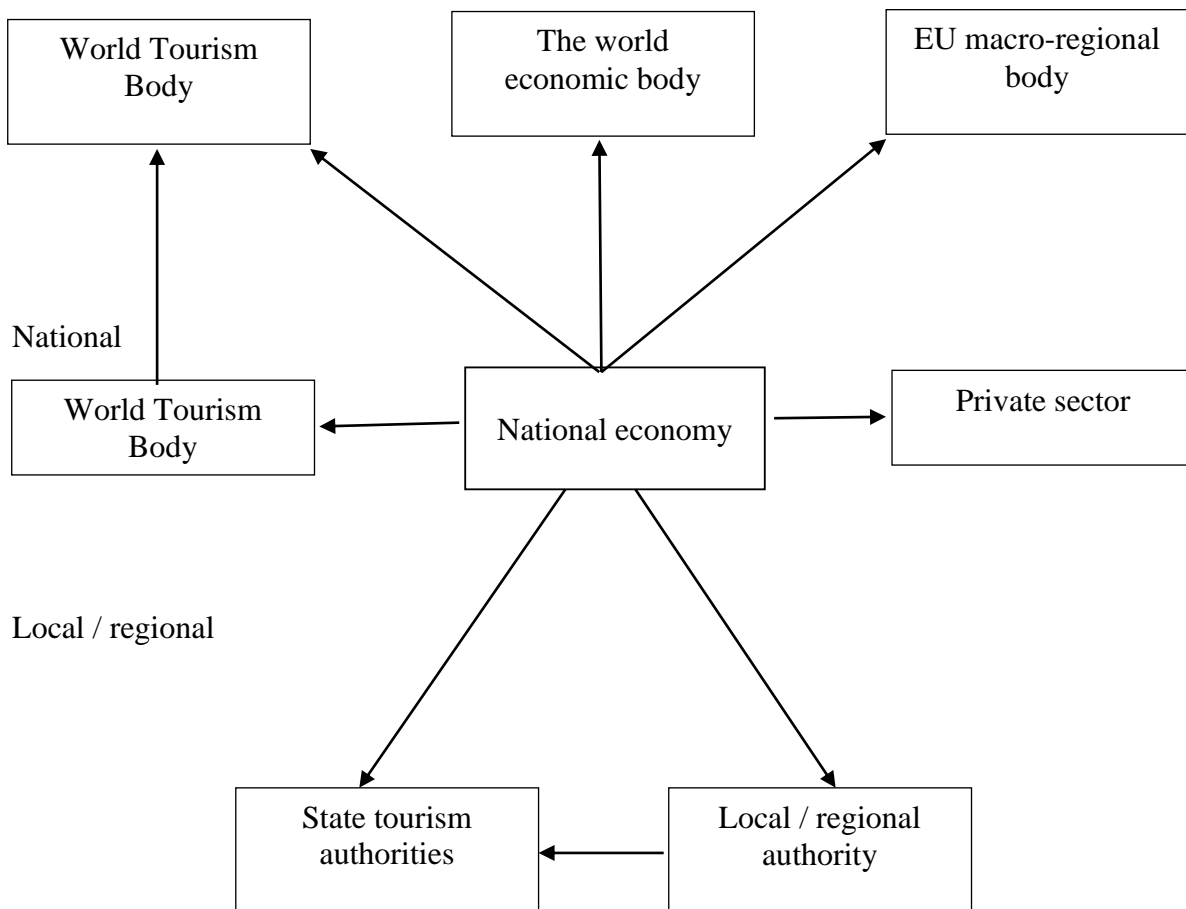 World Tourism
Body
The world
economic body
EU macro-regional
body
National
World Tourism
Body
National economy
Private sector
Local / regional
State tourism
authorities
Local / regional
authority